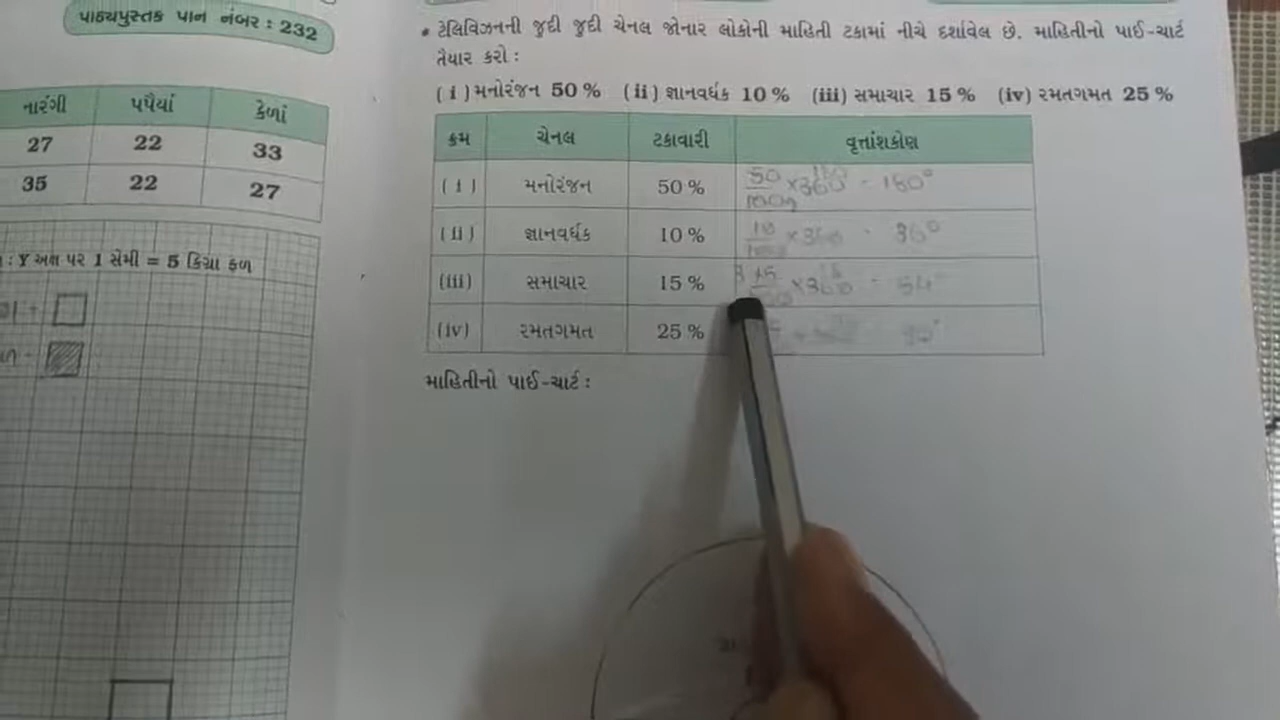 પાઠ્યપુસ્તક પાન નંબર : 232
નારંગી પપૈયાં કેળાં
27 22 33
35 22 27
: Y અક્ષ પર 1 સેમી = 5 કિગ્રા ફળ
• ટેલિવિઝનની જુદી જુદી ચેનલ જોનાર લોકોની માહિતી ટકામાં નીચે દર્શાવેલ છે. માહિતીનો પાઈ-ચાર્ટ
તૈયાર કરો :
(i) મનોરંજન 50 % (ii) જ્ઞાનવર્ધક 10 % (iii) સમાચાર 15 % (iv) રમતગમત 25 %
ક્રમ ચેનલ ટકાવારી વૃત્તાંશકોણ
(i) મનોરંજન 50 % 50/100 × 360 - 180°
(ii) જ્ઞાનવર્ધક 10 % 10/100 × 360 - 36°
(iii) સમાચાર 15 % 15 × 360 - 54°
(iv) રમતગમત 25 %
માહિતીનો પાઈ-ચાર્ટ :